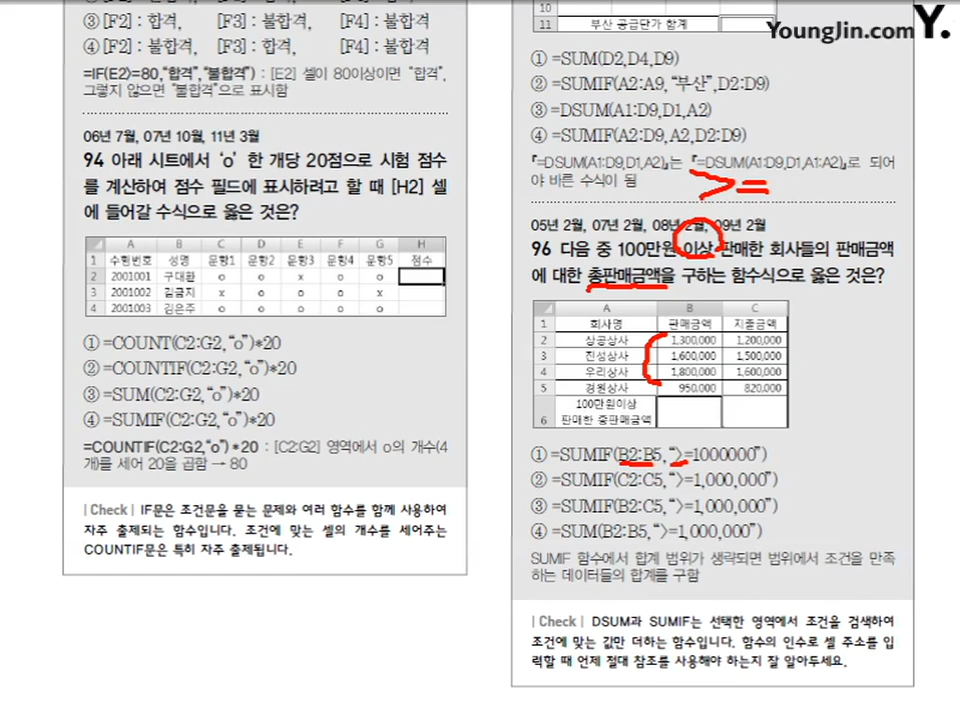 ③ [F2] : 합격, [F3] : 불합격, [F4] : 불합격
④ [F2] : 불합격, [F3] : 합격, [F4] : 불합격
=IF(E2>=80,"합격","불합격") : [E2] 셀이 80이상이면 "합격",
그렇지 않으면 "불합격"으로 표시함
06년 7월, 07년 10월, 11년 3월
94 아래 시트에서 'o' 한 개당 20점으로 시험 점수
를 계산하여 점수 필드에 표시하려고 할 때 [H2] 셀
에 들어갈 수식으로 옳은 것은?
A B C D E F G H
1 수험번호 성명 문항1 문항2 문항3 문항4 문항5 점수
2 2001001 구대환 o o x o o
3 2001002 김금지 x o o o x
4 2001003 김은주 o o o o o
① =COUNT(C2:G2,"o")*20
② =COUNTIF(C2:G2,"o")*20
③ =SUM(C2:G2,"o")*20
④ =SUMIF(C2:G2,"o")*20
=COUNTIF(C2:G2,"o")*20 : [C2:G2] 영역에서 o의 개수(4
개)를 세어 20을 곱함 → 80
| Check | IF문은 조건문을 묻는 문제와 여러 함수를 함께 사용하여
자주 출제되는 함수입니다. 조건에 맞는 셀의 개수를 세어주는
COUNTIF문은 특히 자주 출제됩니다.
10
11 부산 공급단가 합계
YoungJin.com Y.
① =SUM(D2,D4,D9)
② =SUMIF(A2:A9,"부산",D2:D9)
③ =DSUM(A1:D9,D1,A2)
④ =SUMIF(A2:D9,A2,D2:D9)
『=DSUM(A1:D9,D1,A2)』는 『=DSUM(A1:D9,D1,A1:A2)』로 되어
야 바른 수식이 됨
>=
05년 2월, 07년 2월, 08년 2월, 09년 2월
96 다음 중 100만원 이상 판매한 회사들의 판매금액
에 대한 총판매금액을 구하는 함수식으로 옳은 것은?
A B C
1 회사명 판매금액 지출금액
2 상공상사 1,300,000 1,200,000
3 진성상사 1,600,000 1,500,000
4 우리상사 1,800,000 1,600,000
5 경원상사 950,000 820,000
100만원이상
6 판매한 총판매금액
① =SUMIF(B2:B5,">=1000000")
② =SUMIF(C2:C5,">=1,000,000")
③ =SUMIF(B2:C5,">=1,000,000")
④ =SUM(B2:B5,">=1,000,000")
SUMIF 함수에서 합계 범위가 생략되면 범위에서 조건을 만족
하는 데이터들의 합계를 구함
| Check | DSUM과 SUMIF는 선택한 영역에서 조건을 검색하여
조건에 맞는 값만 더하는 함수입니다. 함수의 인수로 셀 주소를 입
력할 때 언제 절대 참조를 사용해야 하는지 잘 알아두세요.